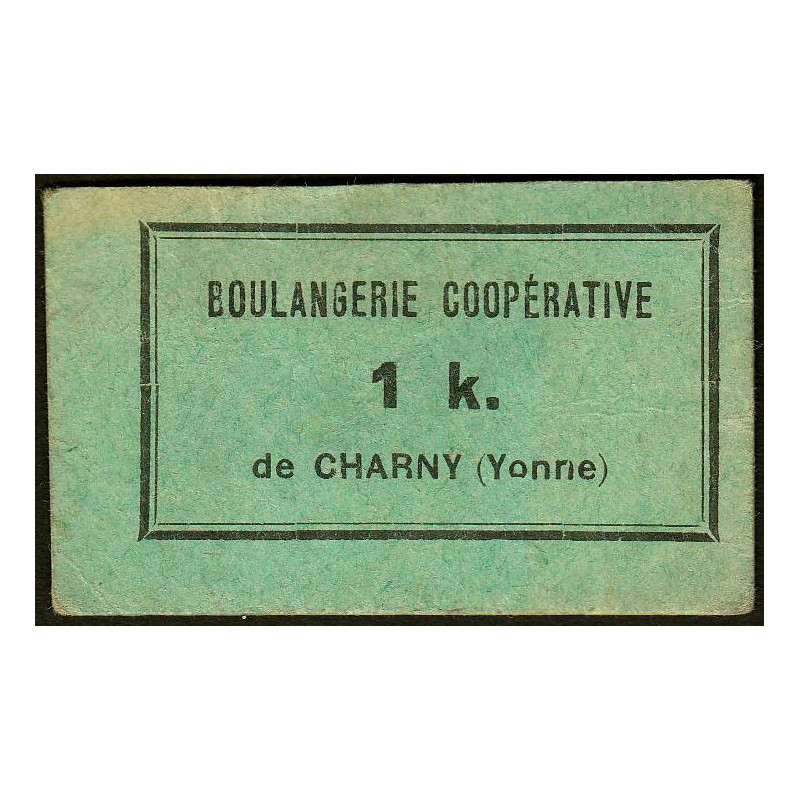 BOULANGERIE COOPÉRATIVE
1 k.
de CHARNY (Yonne)